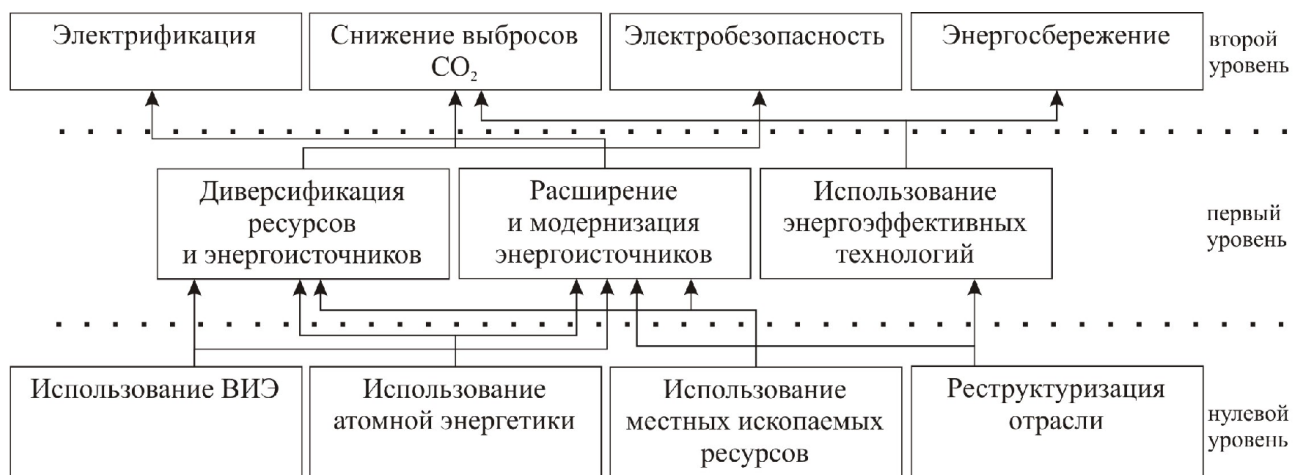 Электрификация
Снижение выбросов
CO₂
Электробезопасность
Энергосбережение
второй
уровень
Диверсификация
ресурсов
и энергоисточников
Расширение
и модернизация
энергоисточников
Использование
энергоэффективных
технологий
первый
уровень
Использование ВИЭ
Использование
атомной энергетики
Использование
местных ископаемых
ресурсов
Реструктуризация
отрасли
нулевой
уровень